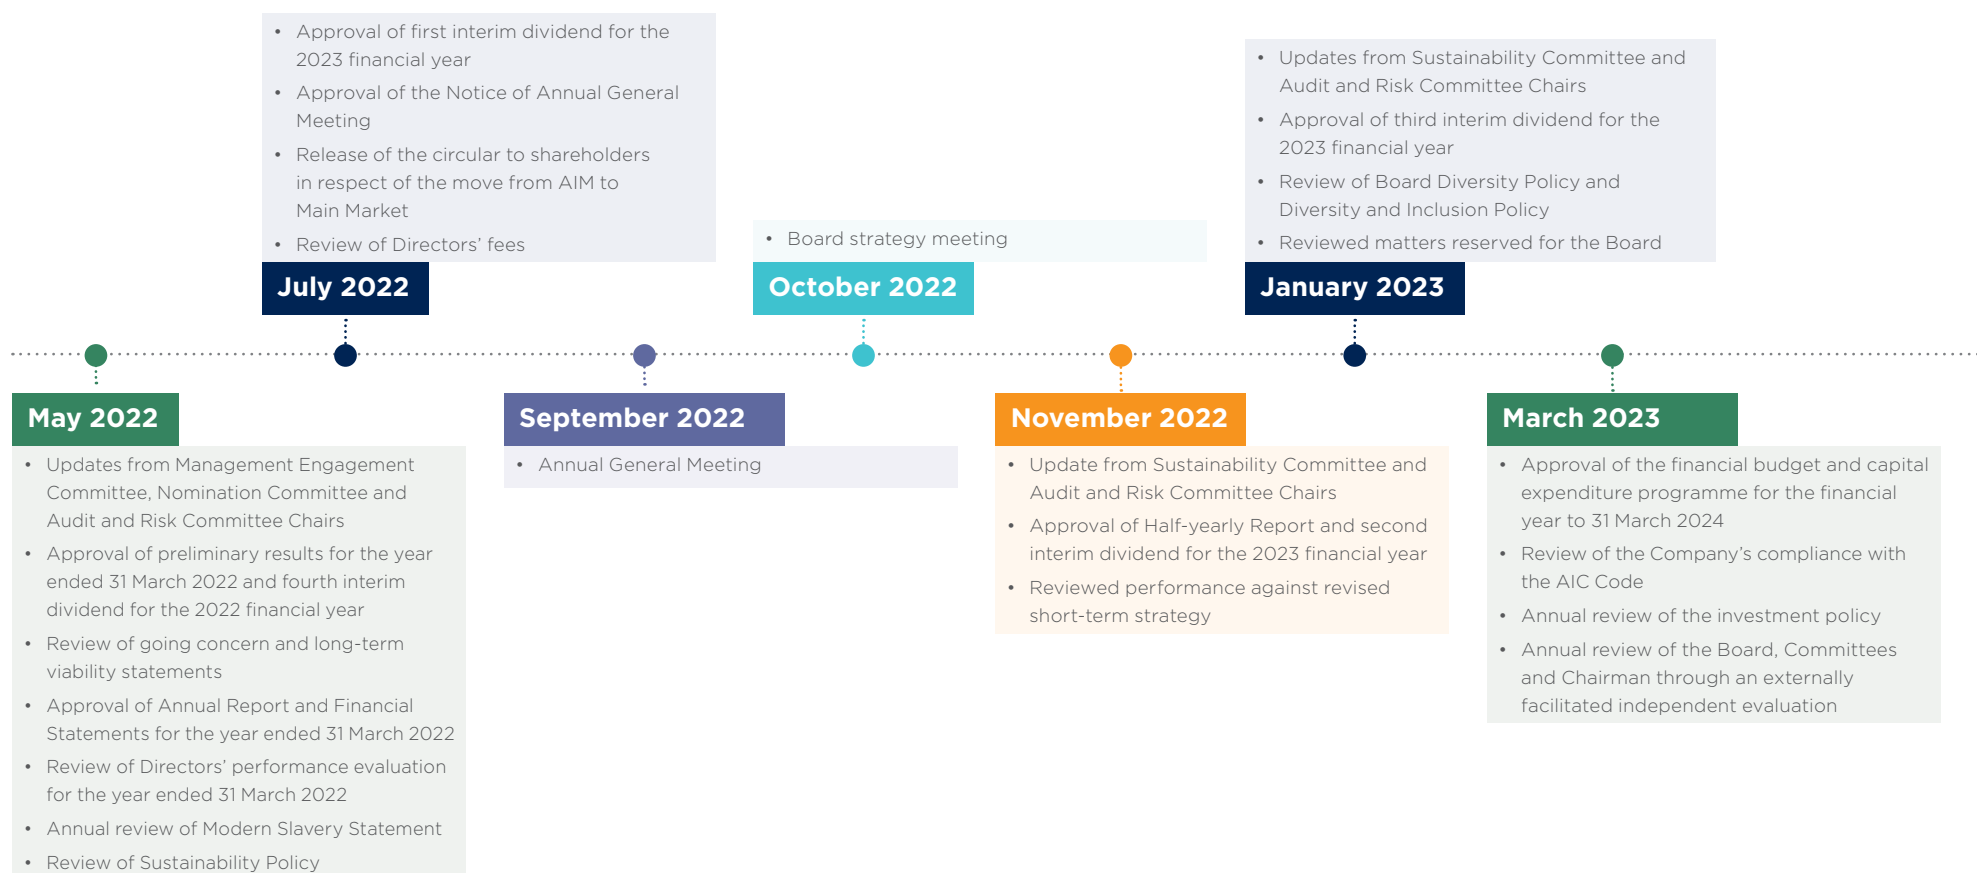 • Approval of first interim dividend for the
2023 financial year
• Approval of the Notice of Annual General
Meeting
• Release of the circular to shareholders
in respect of the move from AIM to
Main Market
• Review of Directors' fees
July 2022
• Board strategy meeting
October 2022
• Updates from Sustainability Committee and
Audit and Risk Committee Chairs
• Approval of third interim dividend for the
2023 financial year
• Review of Board Diversity Policy and
Diversity and Inclusion Policy
• Reviewed matters reserved for the Board
January 2023
May 2022
• Updates from Management Engagement
Committee, Nomination Committee and
Audit and Risk Committee Chairs
• Approval of preliminary results for the year
ended 31 March 2022 and fourth interim
dividend for the 2022 financial year
• Review of going concern and long-term
viability statements
• Approval of Annual Report and Financial
Statements for the year ended 31 March 2022
• Review of Directors' performance evaluation
for the year ended 31 March 2022
• Annual review of Modern Slavery Statement
• Review of Sustainability Policy
September 2022
• Annual General Meeting
November 2022
• Update from Sustainability Committee and
Audit and Risk Committee Chairs
• Approval of Half-yearly Report and second
interim dividend for the 2023 financial year
• Reviewed performance against revised
short-term strategy
March 2023
• Approval of the financial budget and capital
expenditure programme for the financial
year to 31 March 2024
• Review of the Company's compliance with
the AIC Code
• Annual review of the investment policy
• Annual review of the Board, Committees
and Chairman through an externally
facilitated independent evaluation